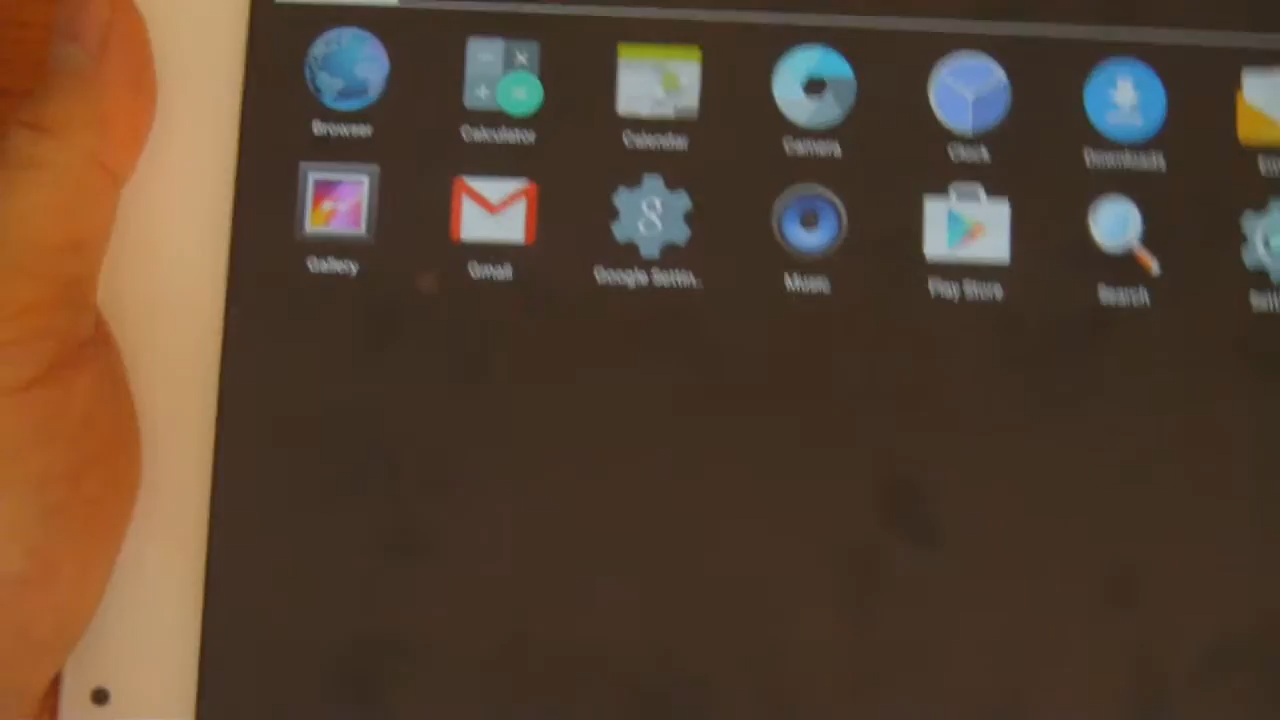 Browser Calculator Calendar Camera Clock Downloads
Gallery Gmail Google Settin.. Music Play Store Search